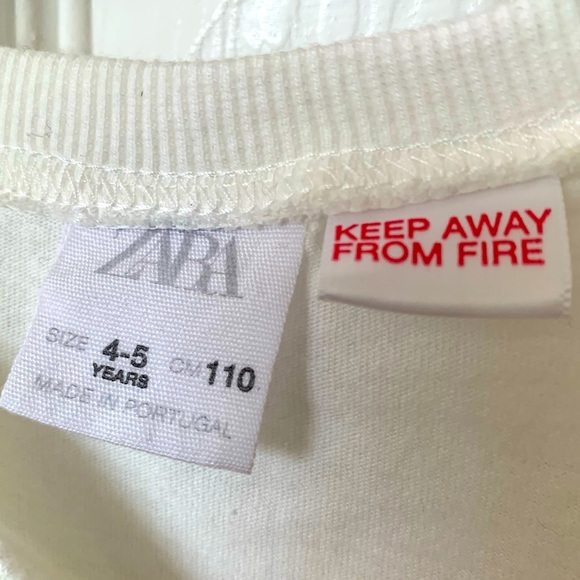 ZARA
SIZE 4-5 YEARS CM 110
MADE IN PORTUGAL
KEEP AWAY
FROM FIRE